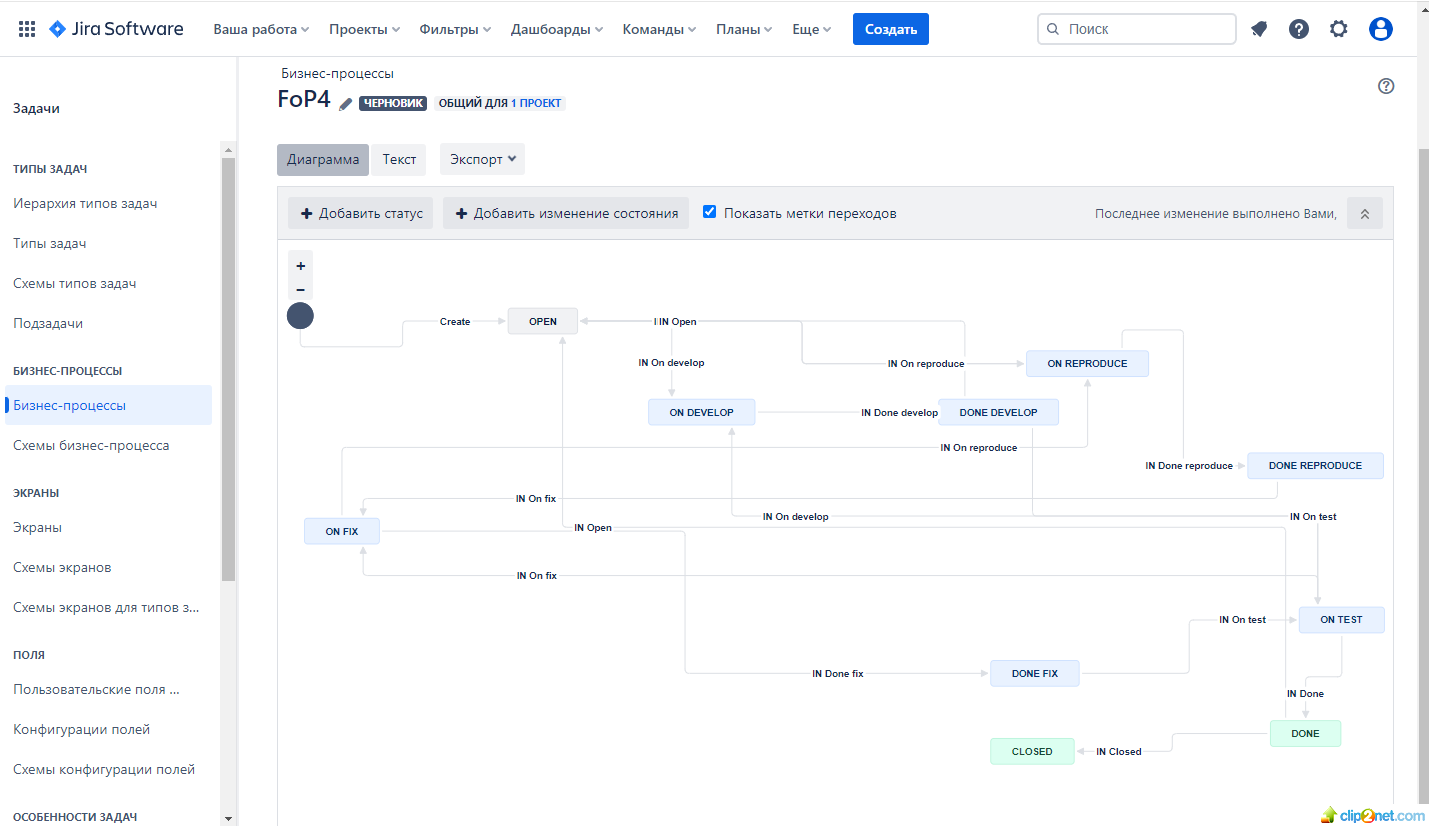 Jira Software Ваша работа Проекты Фильтры Дашборды Команды Планы Еще Создать Поиск
Задачи
ТИПЫ ЗАДАЧ
Иерархия типов задач
Типы задач
Схемы типов задач
Подзадачи
БИЗНЕС-ПРОЦЕССЫ
Бизнес-процессы
Схемы бизнес-процесса
ЭКРАНЫ
Экраны
Схемы экранов
Схемы экранов для типов з...
ПОЛЯ
Пользовательские поля ...
Конфигурации полей
Схемы конфигурации полей
ОСОБЕННОСТИ ЗАДАЧ
Бизнес-процессы
FoP4 ЧЕРНОВИК ОБЩИЙ ДЛЯ 1 ПРОЕКТ
Диаграмма Текст Экспорт
+ Добавить статус + Добавить изменение состояния Показать метки переходов Последнее изменение выполнено Вами,
+
−
Create OPEN IN Open
IN On develop IN On reproduce ON REPRODUCE
ON DEVELOP IN Done develop DONE DEVELOP
IN On reproduce
IN Done reproduce DONE REPRODUCE
IN On fix
IN On develop IN On test
ON FIX IN Open
IN On fix
IN On test ON TEST
IN Done fix DONE FIX
IN Done
DONE
CLOSED IN Closed
clip2net.com